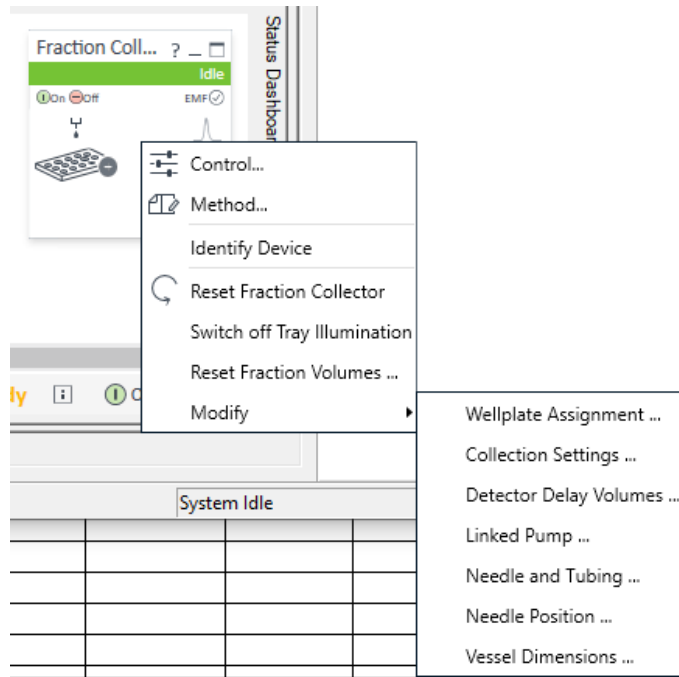 Fraction Coll... ?
Idle
On Off EMF
Status Dashboar
Control...
Method...
Identify Device
Reset Fraction Collector
Switch off Tray Illumination
Reset Fraction Volumes ...
Modify
Wellplate Assignment ...
Collection Settings ...
Detector Delay Volumes ...
Linked Pump ...
Needle and Tubing ...
Needle Position ...
Vessel Dimensions ...
System Idle